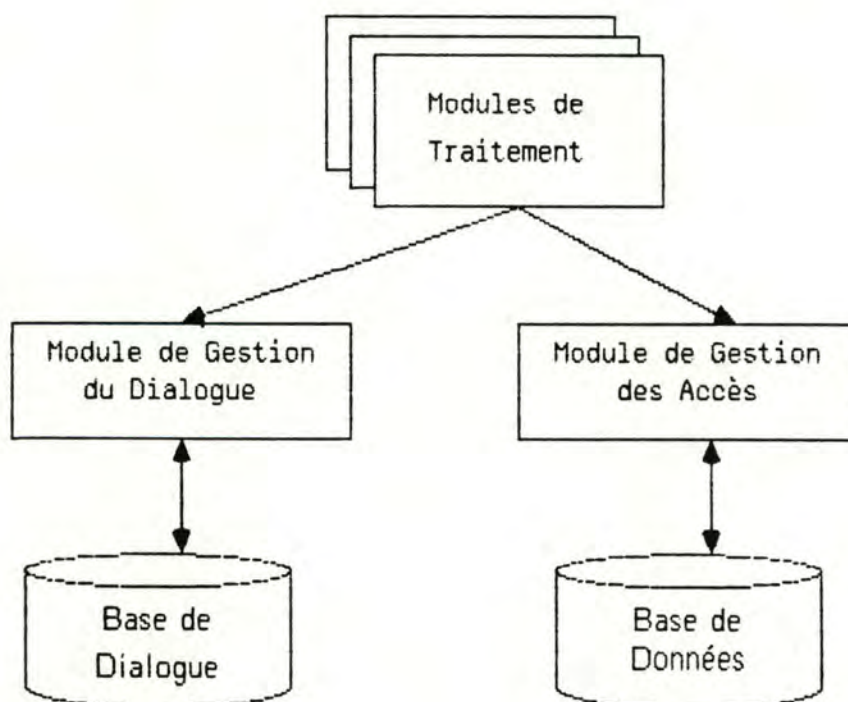 Modules de
Traitement
Module de Gestion
du Dialogue
Module de Gestion
des Accès
Base de
Dialogue
Base de
Données